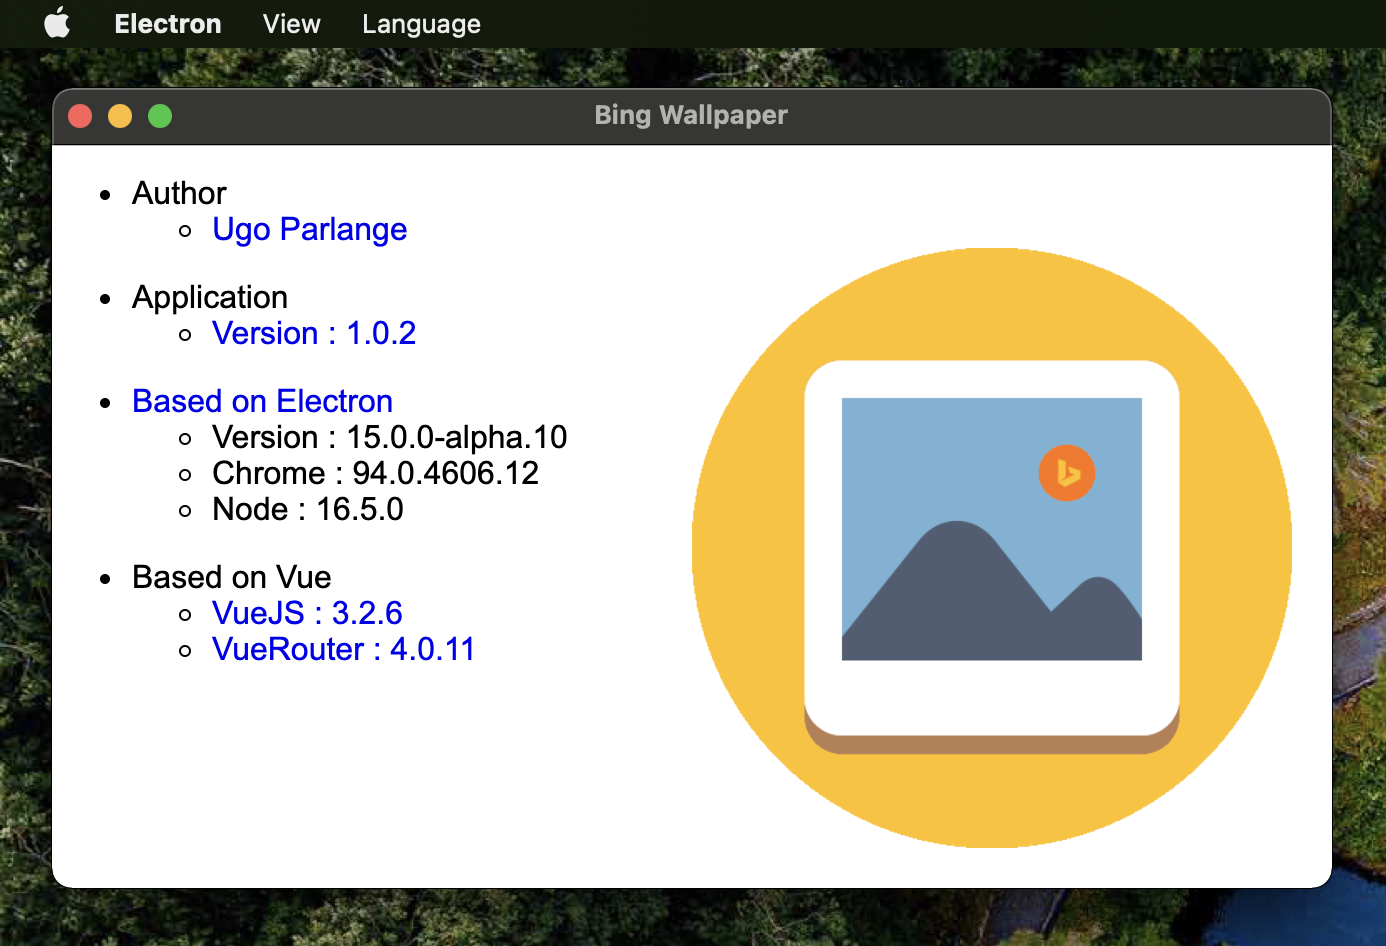 Electron View Language
Bing Wallpaper
Author
Ugo Parlange
Application
Version : 1.0.2
Based on Electron
Version : 15.0.0-alpha.10
Chrome : 94.0.4606.12
Node : 16.5.0
Based on Vue
VueJS : 3.2.6
VueRouter : 4.0.11